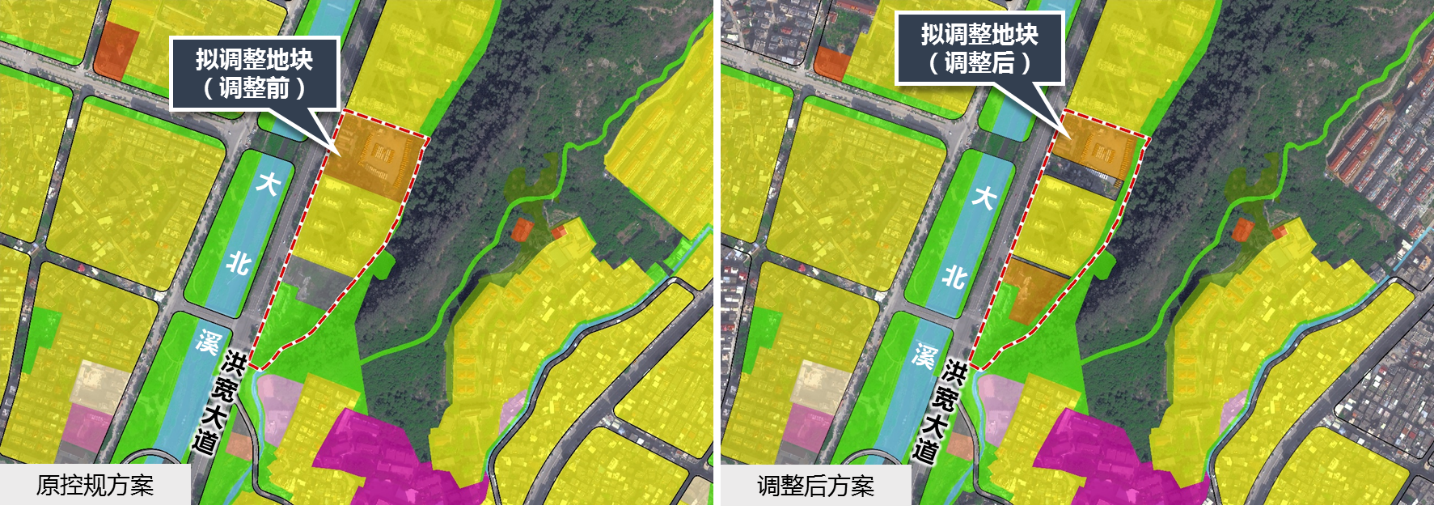 拟调整地块
（调整前）
大
北
溪
洪宽大道
原控规方案
拟调整地块
（调整后）
大
北
溪
洪宽大道
调整后方案